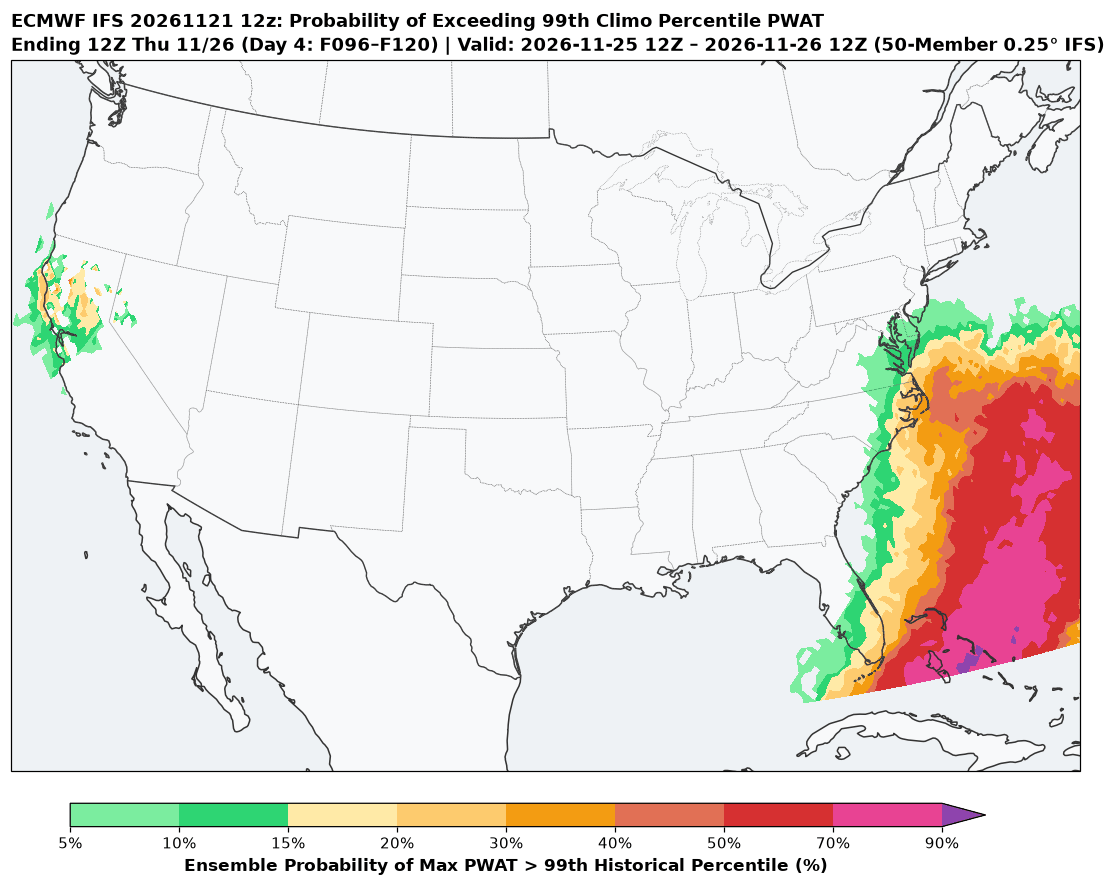 ECMWF IFS 20261121 12z: Probability of Exceeding 99th Climo Percentile PWAT
Ending 12Z Thu 11/26 (Day 4: F096–F120) | Valid: 2026-11-25 12Z – 2026-11-26 12Z (50-Member 0.25° IFS)
5% 10% 15% 20% 30% 40% 50% 70% 90%
Ensemble Probability of Max PWAT > 99th Historical Percentile (%)